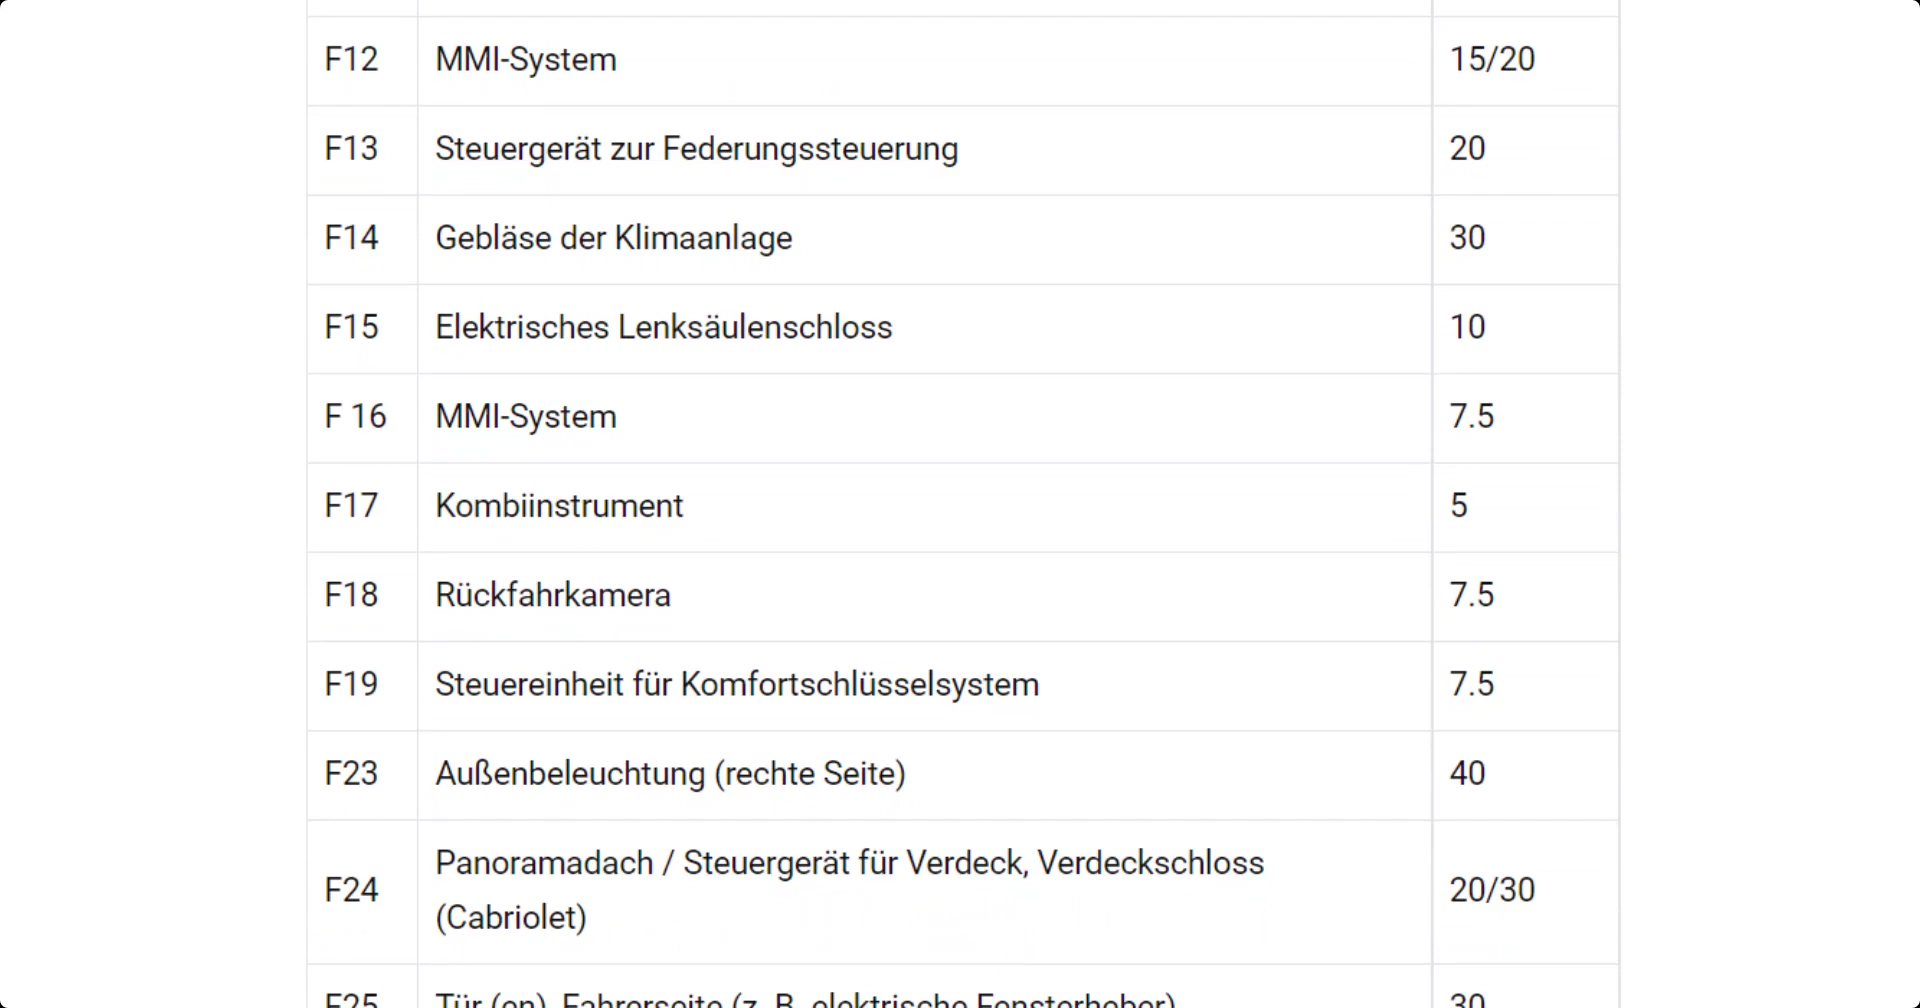 F12 MMI-System 15/20
F13 Steuergerät zur Federungssteuerung 20
F14 Gebläse der Klimaanlage 30
F15 Elektrisches Lenksäulenschloss 10
F 16 MMI-System 7.5
F17 Kombiinstrument 5
F18 Rückfahrkamera 7.5
F19 Steuereinheit für Komfortschlüsselsystem 7.5
F23 Außenbeleuchtung (rechte Seite) 40
F24 Panoramadach / Steuergerät für Verdeck, Verdeckschloss 20/30
(Cabriolet)
F25 Tür (en), Fahrerseite (z. B. elektrische Fensterheber) 30